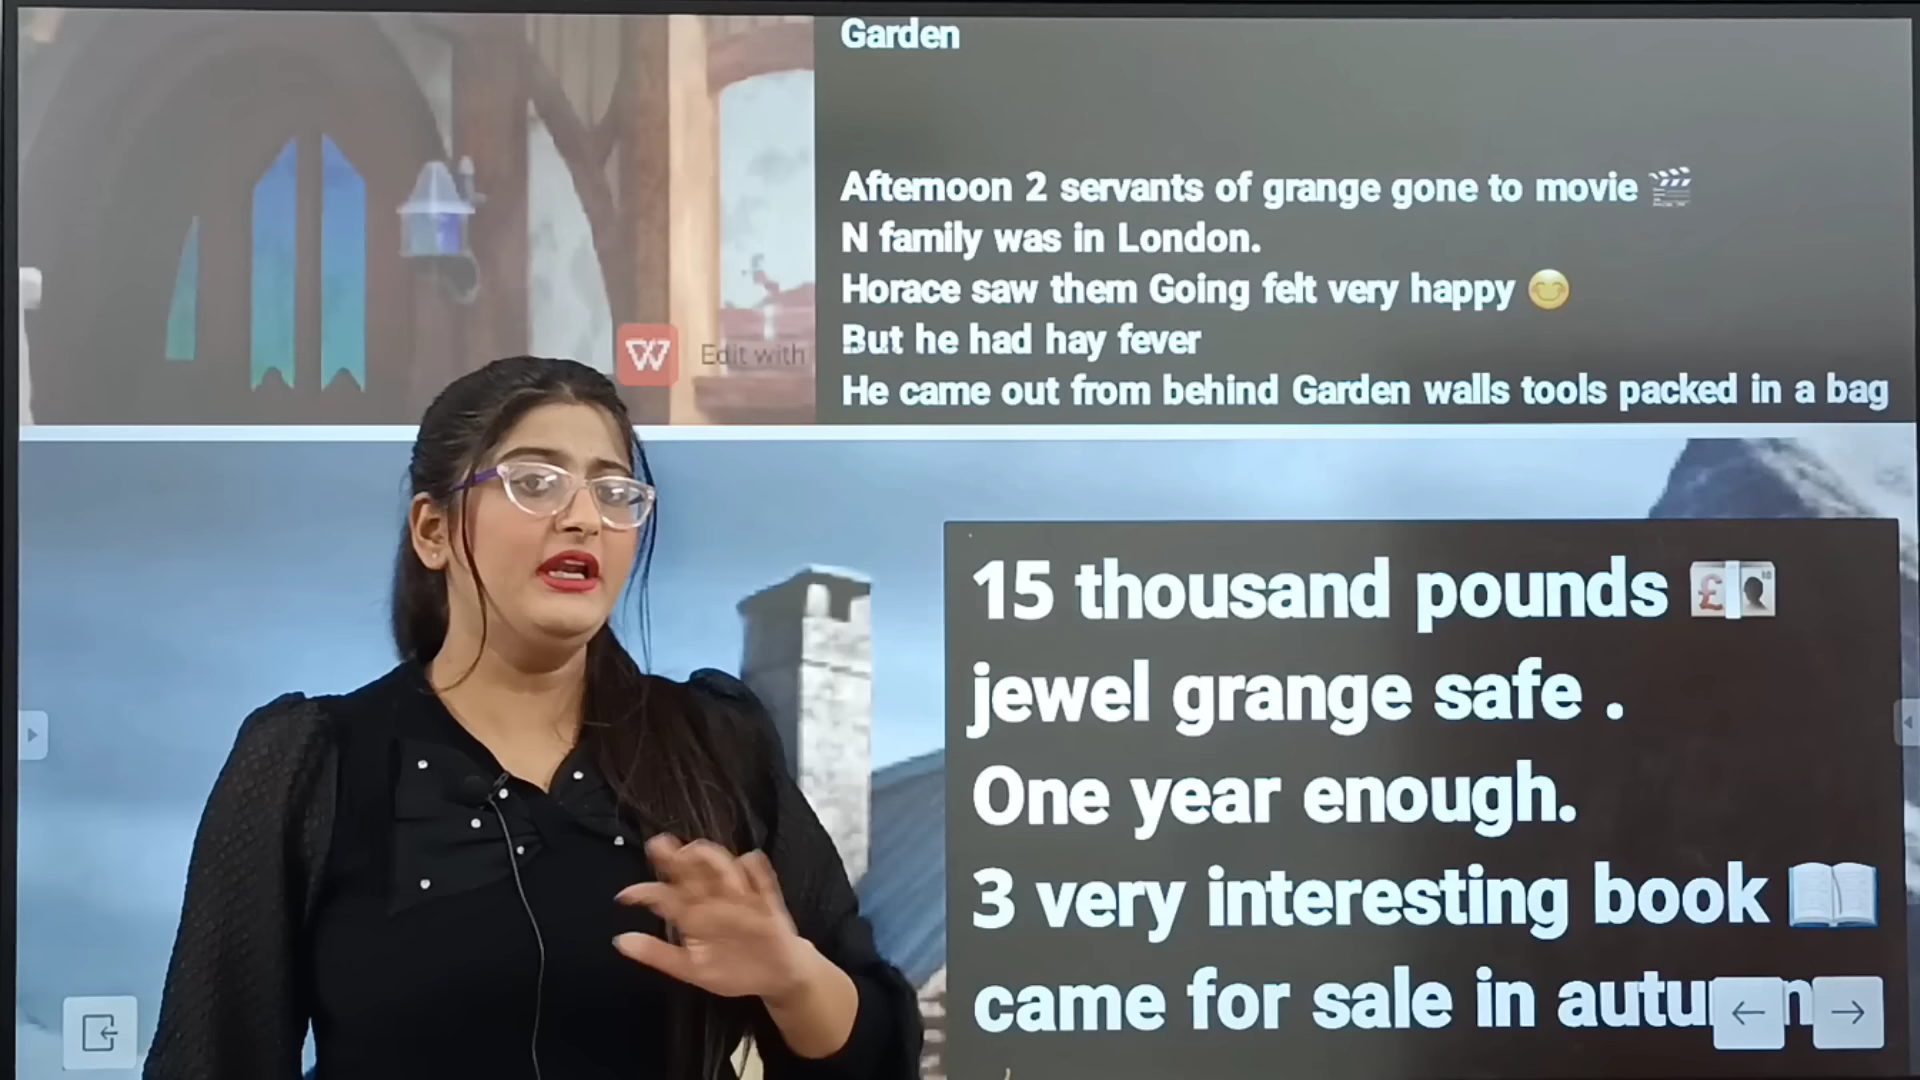 Garden
Afternoon 2 servants of grange gone to movie 🎬
N family was in London.
Horace saw them Going felt very happy 😊
But he had hay fever
He came out from behind Garden walls tools packed in a bag
Edit with
15 thousand pounds 💷
jewel grange safe .
One year enough.
3 very interesting book 📖
came for sale in